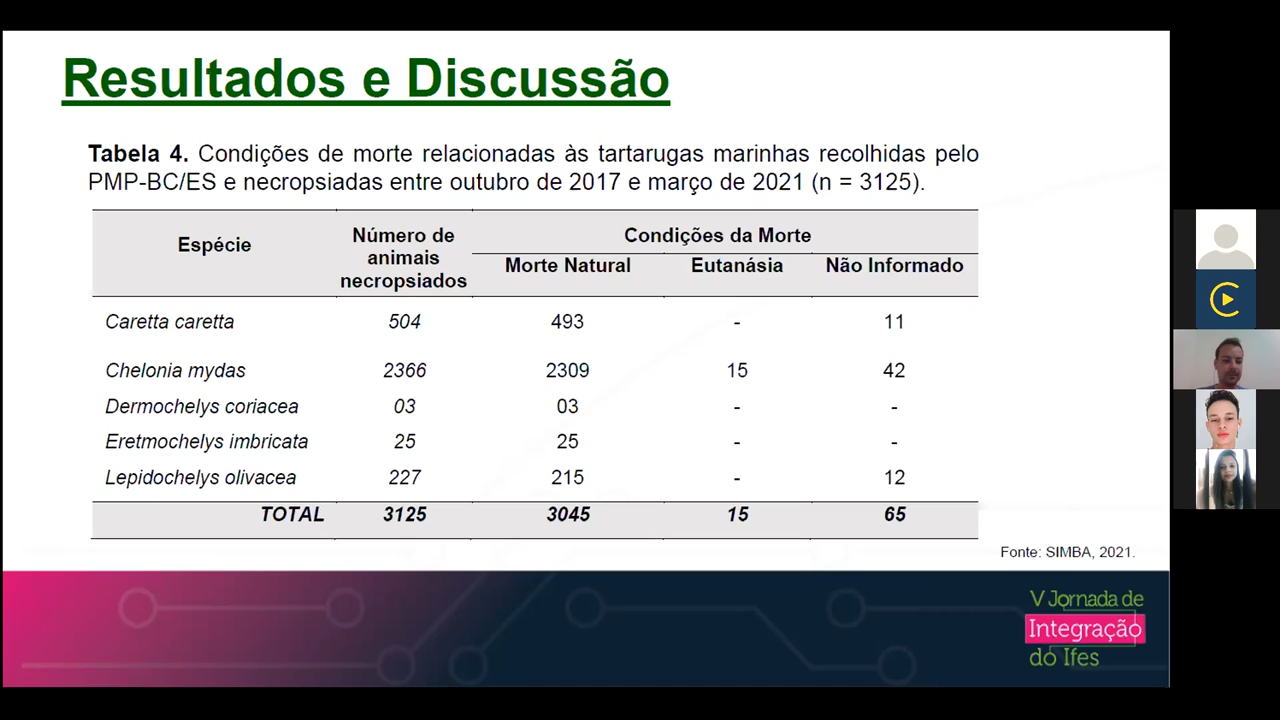 Resultados e Discussão
Tabela 4. Condições de morte relacionadas às tartarugas marinhas recolhidas pelo
PMP-BC/ES e necropsiadas entre outubro de 2017 e março de 2021 (n = 3125).
Espécie Número de animais necropsiados Condições da Morte
Morte Natural Eutanásia Não Informado
Caretta caretta 504 493 - 11
Chelonia mydas 2366 2309 15 42
Dermochelys coriacea 03 03 - -
Eretmochelys imbricata 25 25 - -
Lepidochelys olivacea 227 215 - 12
TOTAL 3125 3045 15 65
Fonte: SIMBA, 2021.
V Jornada de
Integração
do Ifes